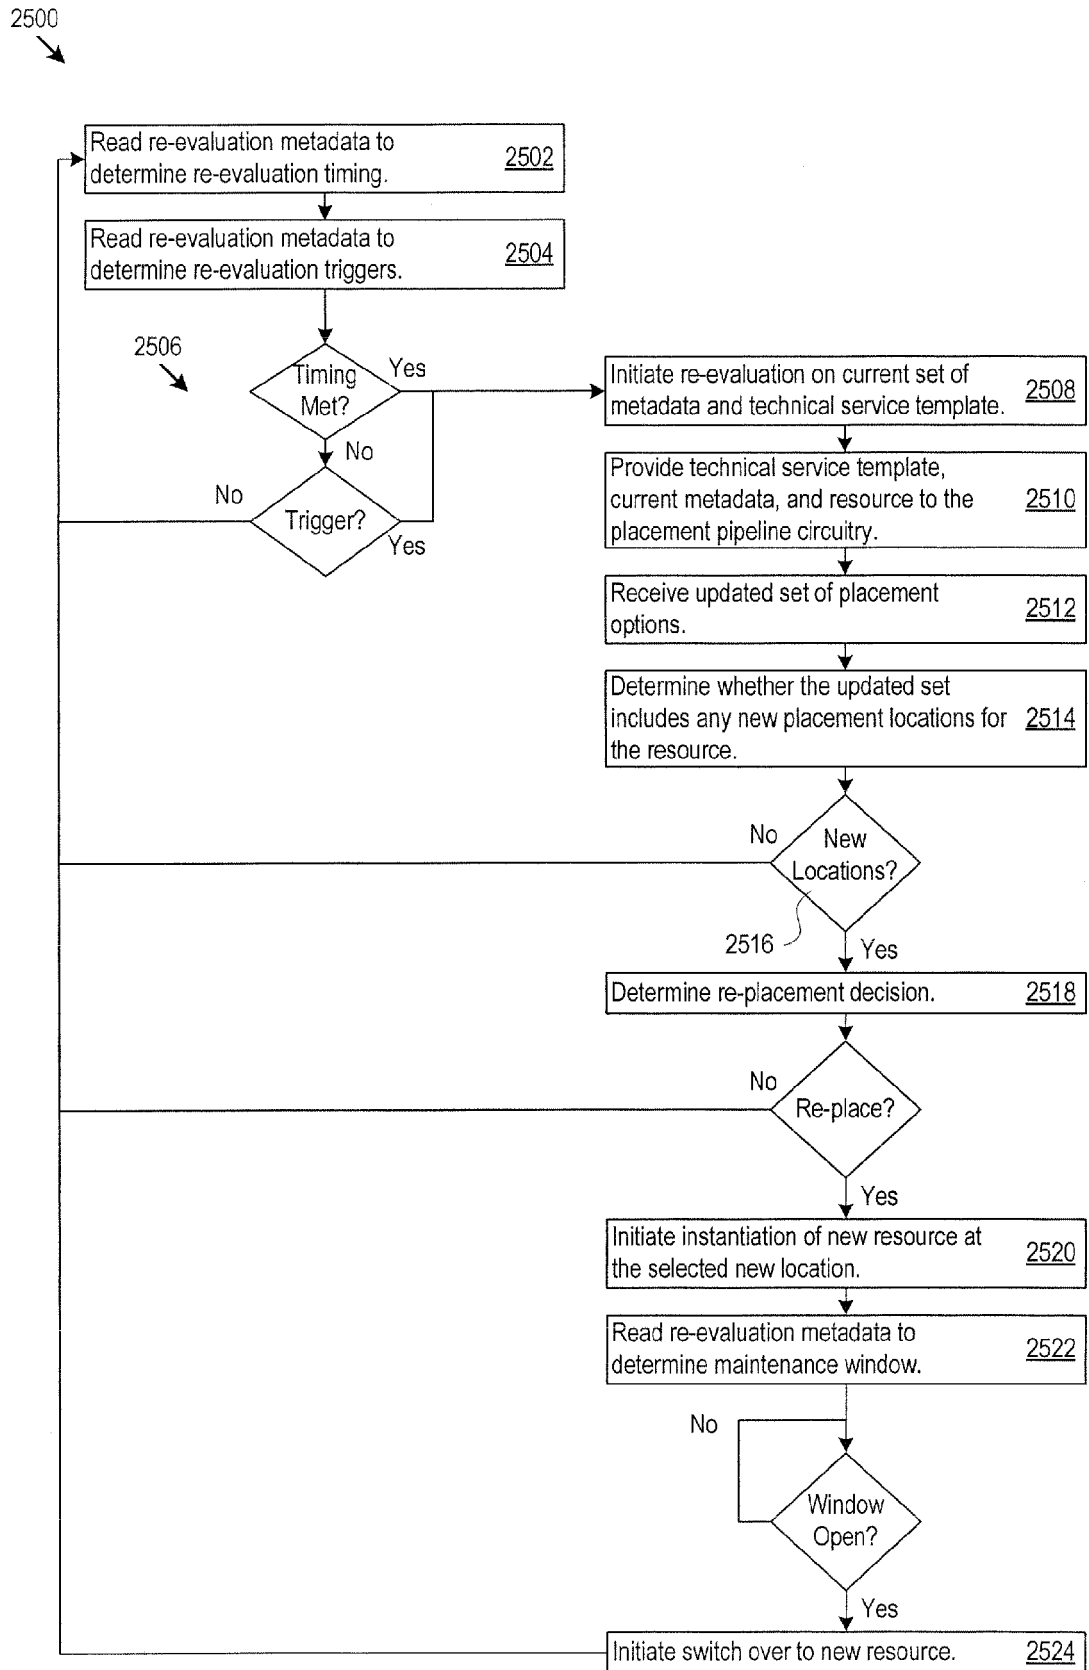 2500
Read re-evaluation metadata to
determine re-evaluation timing.
2502
Read re-evaluation metadata to
determine re-evaluation triggers.
2504
2506
Timing
Met?
Yes
No
Trigger?
No
Yes
Initiate re-evaluation on current set of
metadata and technical service template.
2508
Provide technical service template,
current metadata, and resource to the
placement pipeline circuitry.
2510
Receive updated set of placement
options.
2512
Determine whether the updated set
includes any new placement locations for
the resource.
2514
No
New
Locations?
2516
Yes
Determine re-placement decision.
2518
No
Re-place?
Yes
Initiate instantiation of new resource at
the selected new location.
2520
Read re-evaluation metadata to
determine maintenance window.
2522
No
Window
Open?
Yes
Initiate switch over to new resource.
2524